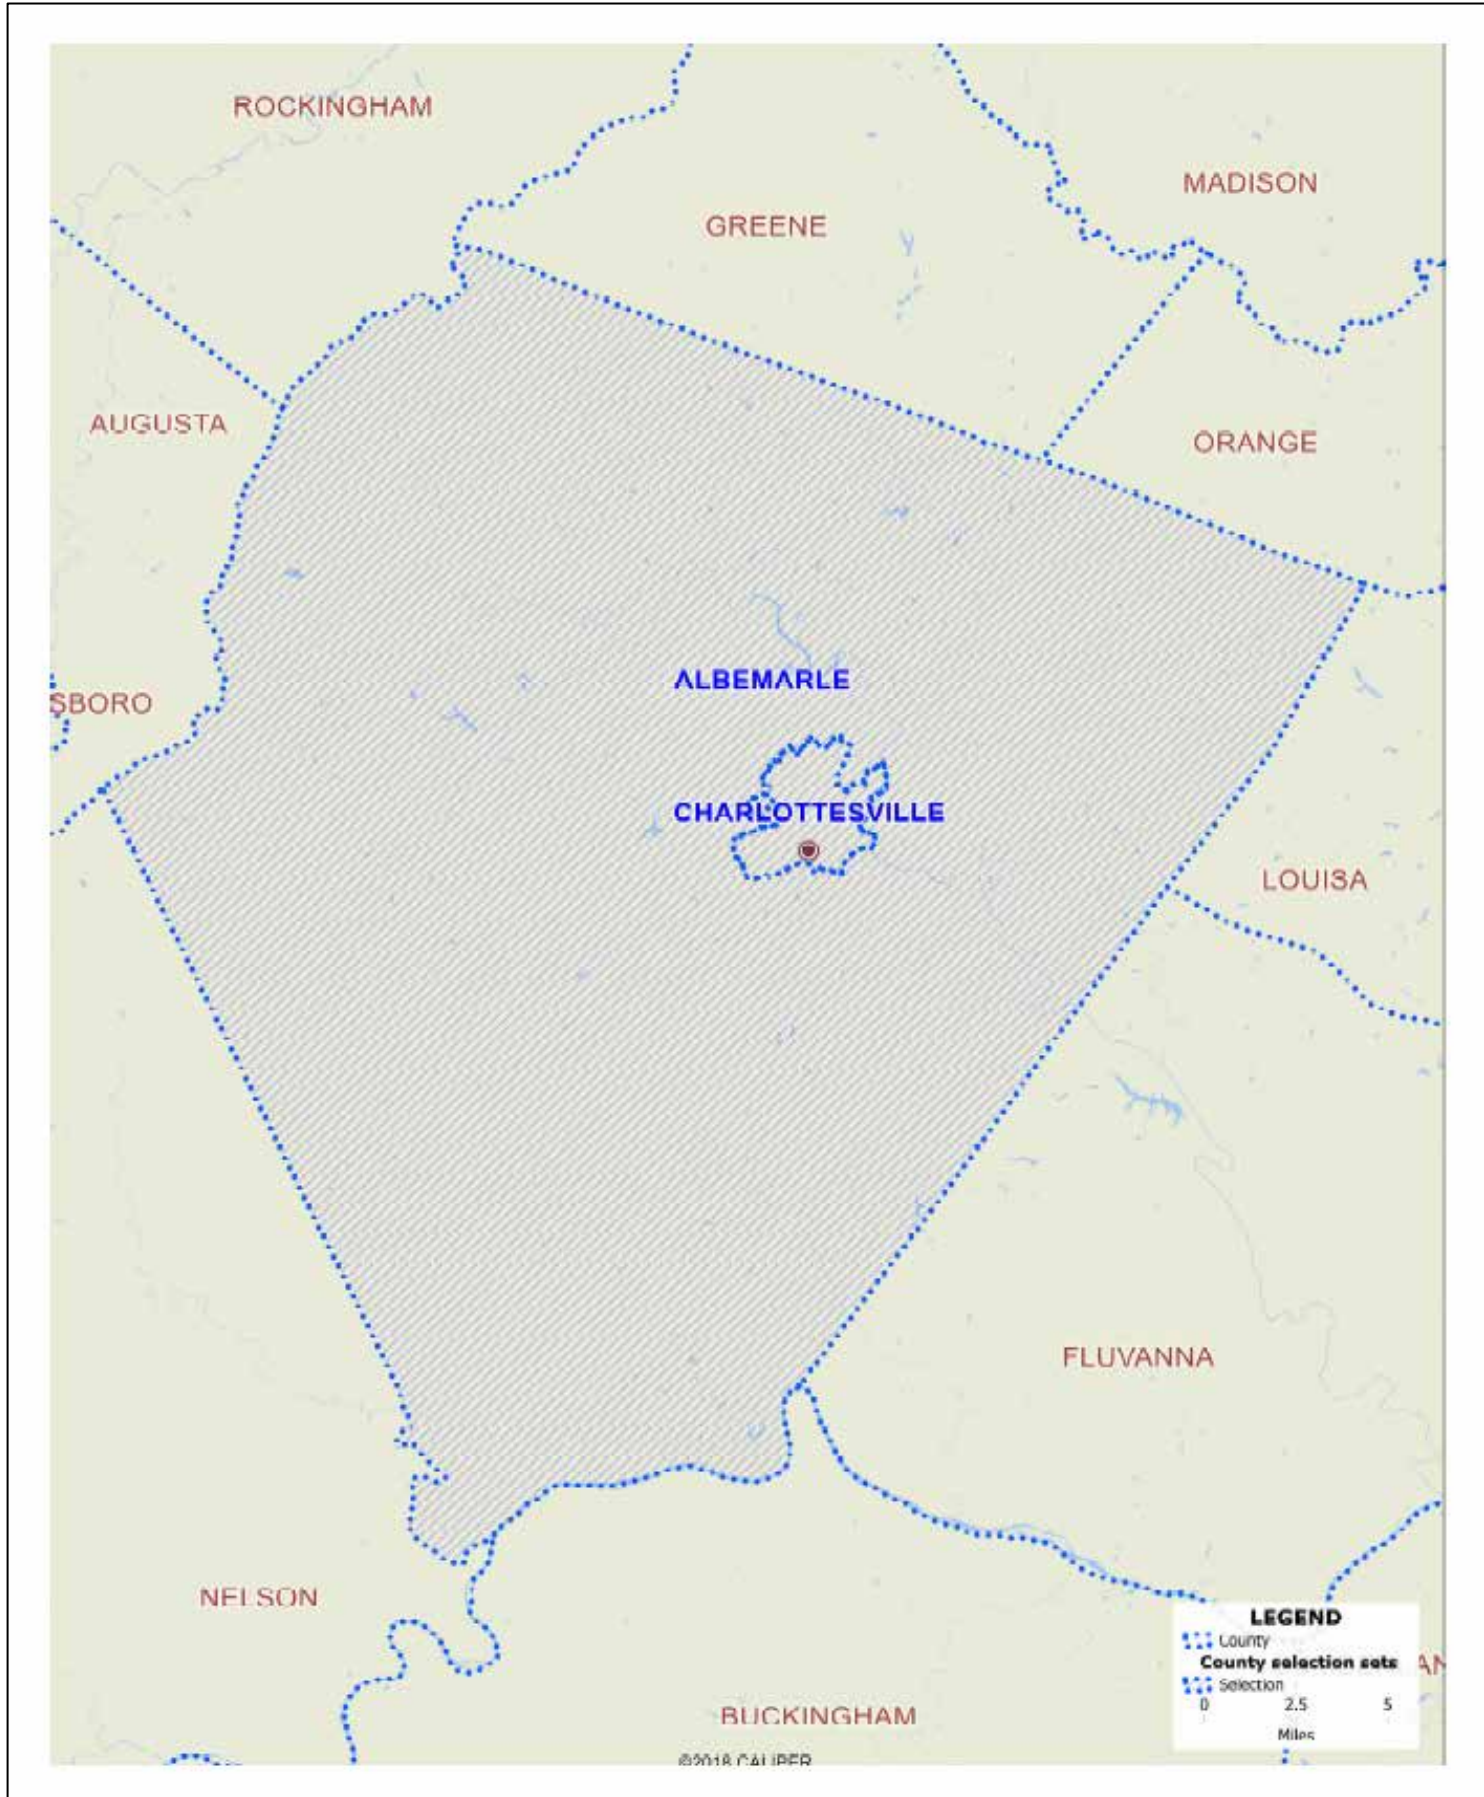 ROCKINGHAM
MADISON
GREENE
AUGUSTA
ORANGE
ALBEMARLE
SBORO
CHARLOTTESVILLE
LOUISA
FLUVANNA
NELSON
LEGEND
County
County selection sets
AN
Selection
0 2.5 5
Miles
BUCKINGHAM
©2018 CALIPER